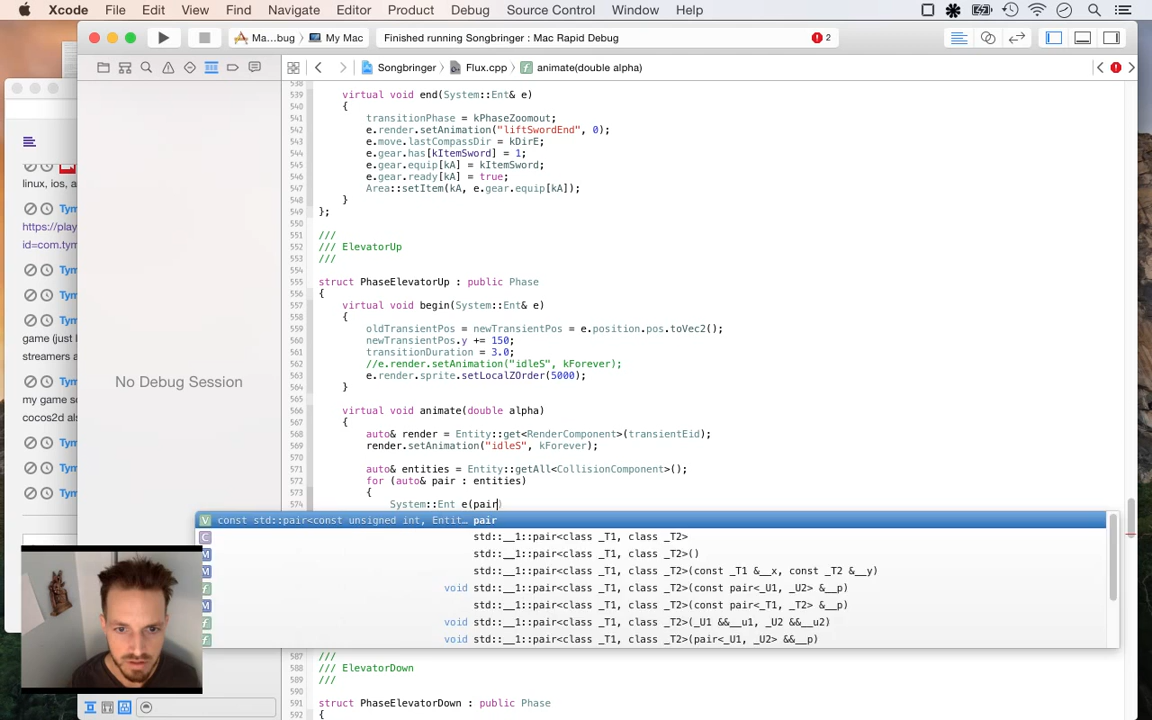 Xcode File Edit View Find Navigate Editor Product Debug Source Control Window Help
Ma...bug My Mac Finished running Songbringer : Mac Rapid Debug 2
Songbringer Flux.cpp animate(double alpha)
538
539 virtual void end(System::Ent& e)
540 {
541 transitionPhase = kPhaseZoomout;
542 e.render.setAnimation("liftSwordEnd", 0);
543 e.move.lastCompassDir = kDirE;
544 e.gear.has[kItemSword] = 1;
545 e.gear.equip[kA] = kItemSword;
546 e.gear.ready[kA] = true;
547 Area::setItem(kA, e.gear.equip[kA]);
548 }
549 };
550
551 ///
552 /// ElevatorUp
553 ///
554
555 struct PhaseElevatorUp : public Phase
556 {
557 virtual void begin(System::Ent& e)
558 {
559 oldTransientPos = newTransientPos = e.position.pos.toVec2();
560 newTransientPos.y += 150;
561 transitionDuration = 3.0;
562 //e.render.setAnimation("idleS", kForever);
563 e.render.sprite.setLocalZOrder(5000);
564 }
565
566 virtual void animate(double alpha)
567 {
568 auto& render = Entity::get<RenderComponent>(transientEid);
569 render.setAnimation("idleS", kForever);
570
571 auto& entities = Entity::getAll<CollisionComponent>();
572 for (auto& pair : entities)
573 {
574 System::Ent e(pair)
V const std::pair<const unsigned int, Entit... pair
C std::__1::pair<class _T1, class _T2>
M std::__1::pair<class _T1, class _T2>()
M std::__1::pair<class _T1, class _T2>(const _T1 &__x, const _T2 &__y)
f void std::__1::pair<class _T1, class _T2>(const pair<_U1, _U2> &__p)
M std::__1::pair<class _T1, class _T2>(const pair<_T1, _T2> &__p)
f void std::__1::pair<class _T1, class _T2>(_U1 &&__u1, _U2 &&__u2)
f void std::__1::pair<class _T1, class _T2>(pair<_U1, _U2> &&__p)
587 ///
588 /// ElevatorDown
589 ///
590
591 struct PhaseElevatorDown : public Phase
592 {
No Debug Session
linux, ios, a
Tym
https://play
id=com.tym
Tym
Tym
Tym
game (just l
streamers a
Tym
my game s
cocos2d als
Tym
Tym
Tym